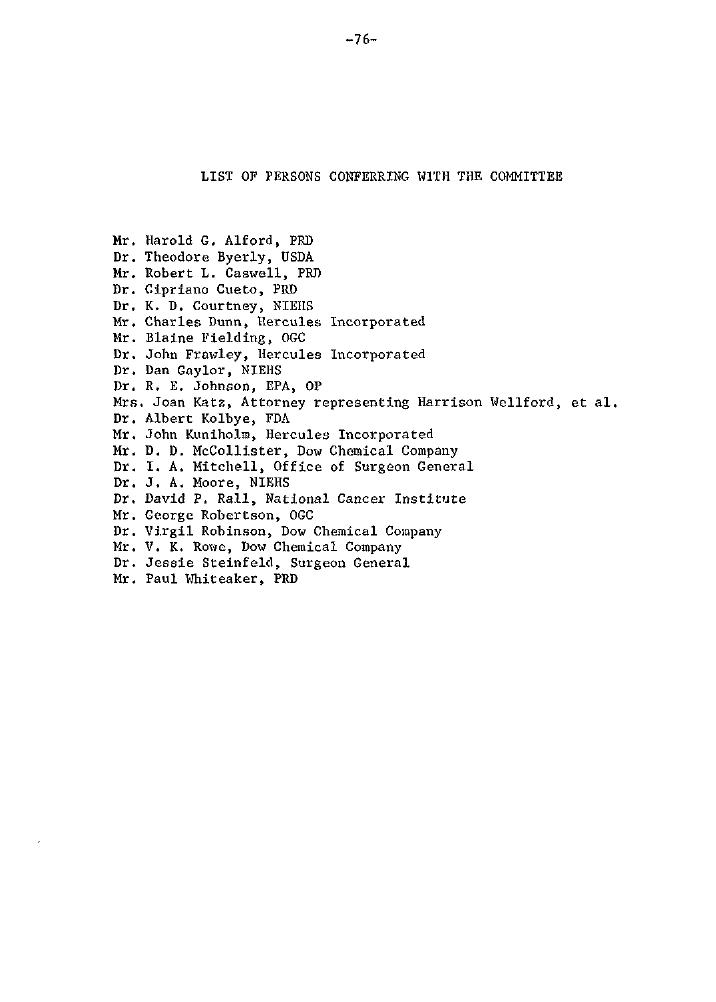 -76-
LIST OF PERSONS CONFERRING WITH THE COMMITTEE
Mr. Harold G. Alford, PRD
Dr. Theodore Byerly, USDA
Mr. Robert L. Caswell, PRD
Dr. Cipriano Cueto, PRD
Dr. K. D. Courtney, NIEHS
Mr. Charles Dunn, Hercules Incorporated
Mr. Blaine Fielding, OGC
Dr. John Frawley, Hercules Incorporated
Dr. Dan Gaylor, NIEHS
Dr. R. E. Johnson, EPA, OP
Mrs. Joan Katz, Attorney representing Harrison Wellford, et al.
Dr. Albert Kolbye, FDA
Mr. John Kuniholm, Hercules Incorporated
Mr. D. D. McCollister, Dow Chemical Company
Dr. I. A. Mitchell, Office of Surgeon General
Dr. J. A. Moore, NIEHS
Dr. David P. Rall, National Cancer Institute
Mr. George Robertson, OGC
Dr. Virgil Robinson, Dow Chemical Company
Mr. V. K. Rowe, Dow Chemical Company
Dr. Jessie Steinfeld, Surgeon General
Mr. Paul Whiteaker, PRD